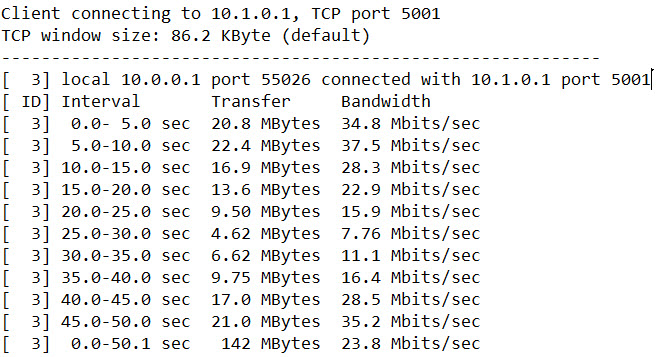 Client connecting to 10.1.0.1, TCP port 5001
TCP window size: 86.2 KByte (default)
------------------------------------------------------------
[  3] local 10.0.0.1 port 55026 connected with 10.1.0.1 port 5001
[ ID] Interval       Transfer     Bandwidth
[  3]  0.0- 5.0 sec  20.8 MBytes  34.8 Mbits/sec
[  3]  5.0-10.0 sec  22.4 MBytes  37.5 Mbits/sec
[  3] 10.0-15.0 sec  16.9 MBytes  28.3 Mbits/sec
[  3] 15.0-20.0 sec  13.6 MBytes  22.9 Mbits/sec
[  3] 20.0-25.0 sec  9.50 MBytes  15.9 Mbits/sec
[  3] 25.0-30.0 sec  4.62 MBytes  7.76 Mbits/sec
[  3] 30.0-35.0 sec  6.62 MBytes  11.1 Mbits/sec
[  3] 35.0-40.0 sec  9.75 MBytes  16.4 Mbits/sec
[  3] 40.0-45.0 sec  17.0 MBytes  28.5 Mbits/sec
[  3] 45.0-50.0 sec  21.0 MBytes  35.2 Mbits/sec
[  3]  0.0-50.1 sec   142 MBytes  23.8 Mbits/sec